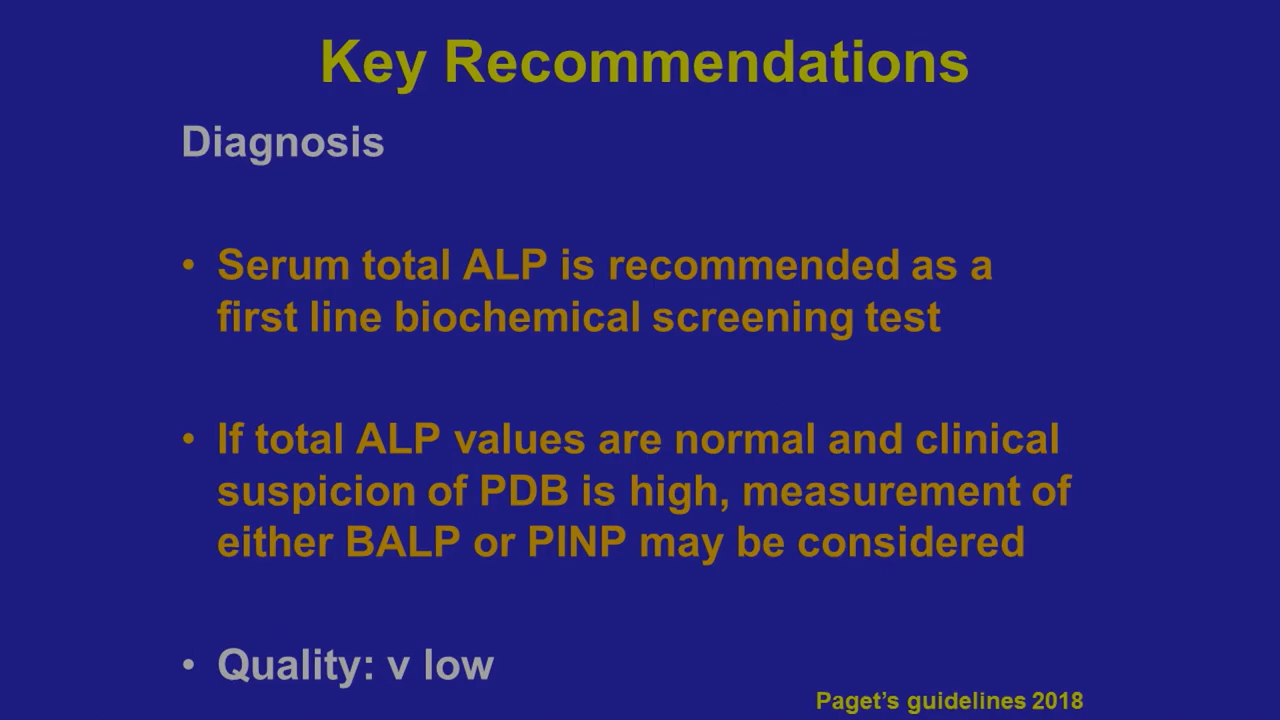 Key Recommendations
Diagnosis
• Serum total ALP is recommended as a
first line biochemical screening test
• If total ALP values are normal and clinical
suspicion of PDB is high, measurement of
either BALP or PINP may be considered
• Quality: v low
Paget's guidelines 2018